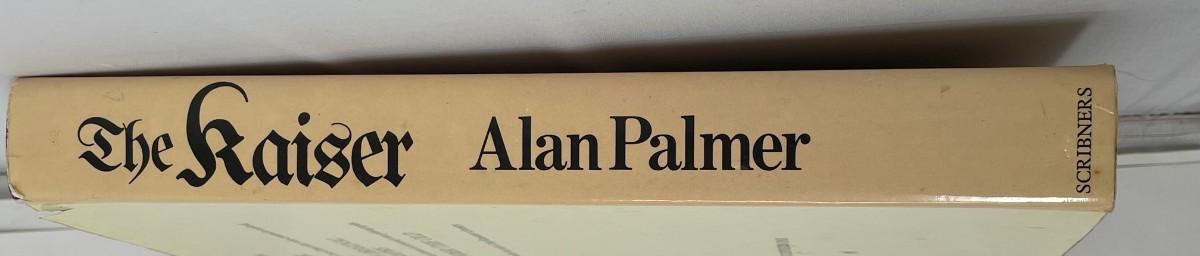 The Kaiser Alan Palmer
SCRIBNERS